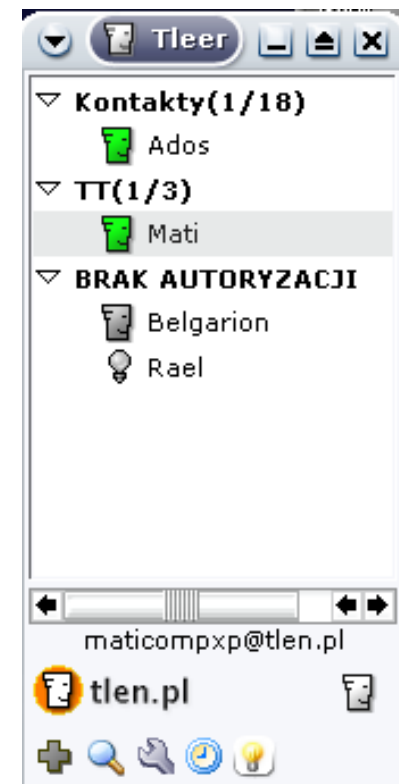 Tleer
Kontakty(1/18)
Ados
TT(1/3)
Mati
BRAK AUTORYZACJI
Belgarion
Rael
maticompxp@tlen.pl
tlen.pl